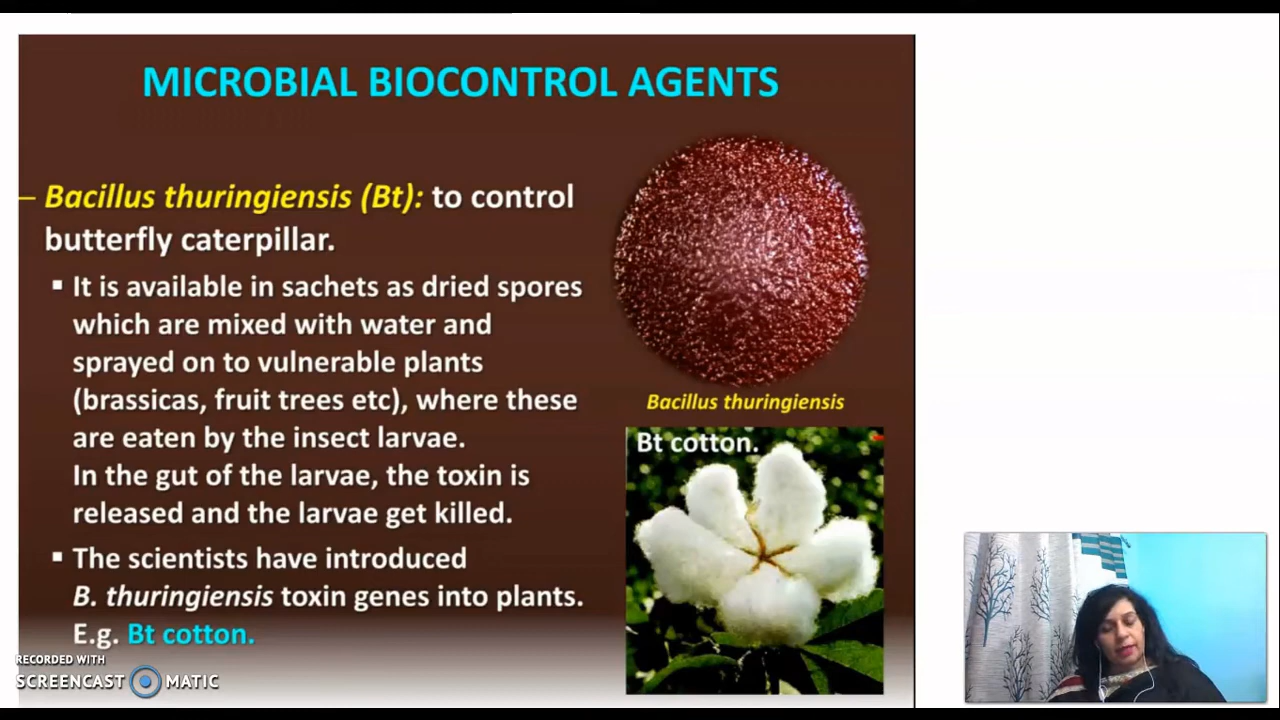 MICROBIAL BIOCONTROL AGENTS
– Bacillus thuringiensis (Bt): to control
butterfly caterpillar.
▪ It is available in sachets as dried spores
which are mixed with water and
sprayed on to vulnerable plants
(brassicas, fruit trees etc), where these
are eaten by the insect larvae.
In the gut of the larvae, the toxin is
released and the larvae get killed.
▪ The scientists have introduced
B. thuringiensis toxin genes into plants.
E.g. Bt cotton.
Bacillus thuringiensis
Bt cotton.
RECORDED WITH
SCREENCAST MATIC